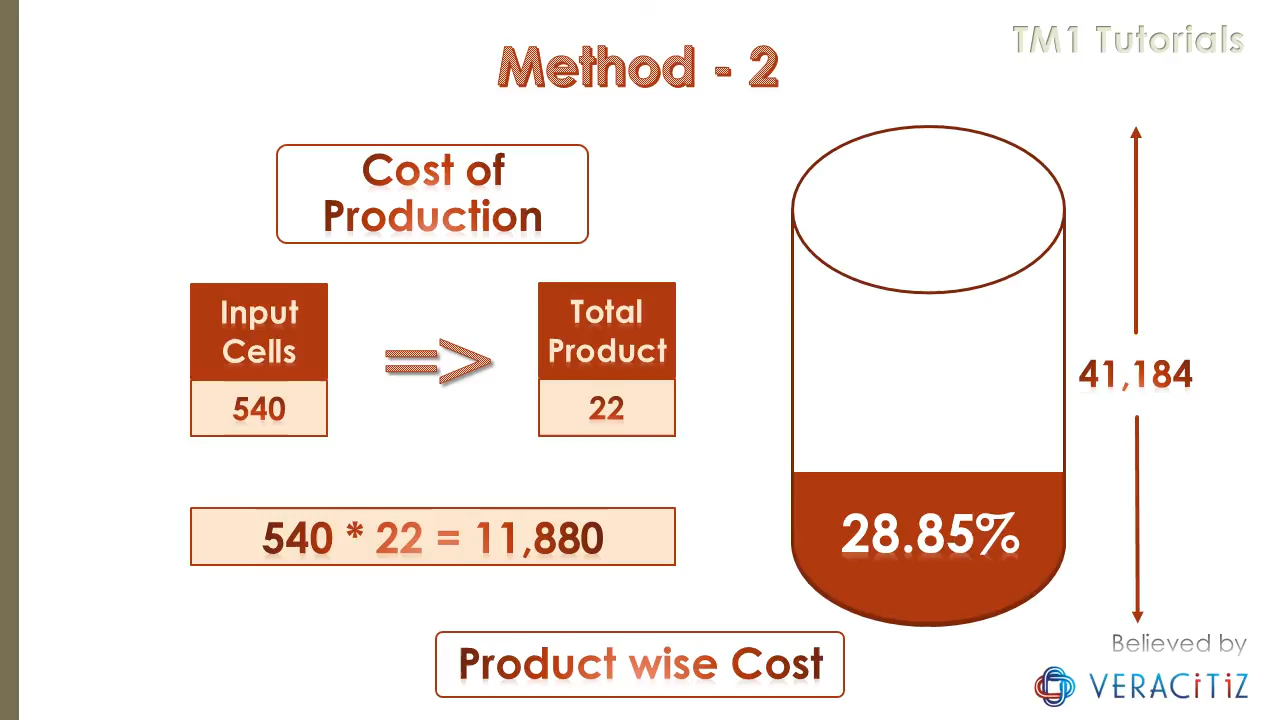 TM1 Tutorials
Method - 2
Cost of
Production
Input
Cells
540
=>
Total
Product
22
540 * 22 = 11,880
41,184
28.85%
Product wise Cost
Believed by
VERACiTiZ